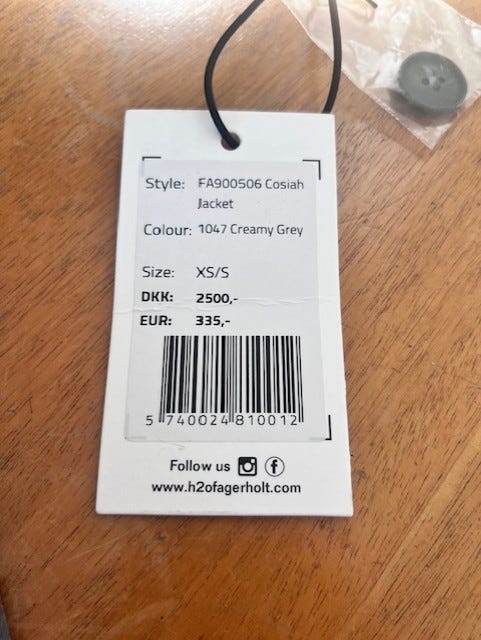 Style: FA900506 Cosiah
Jacket
Colour: 1047 Creamy Grey
Size: XS/S
DKK: 2500,-
EUR: 335,-
5 740024 810012
Follow us
www.h2ofagerholt.com